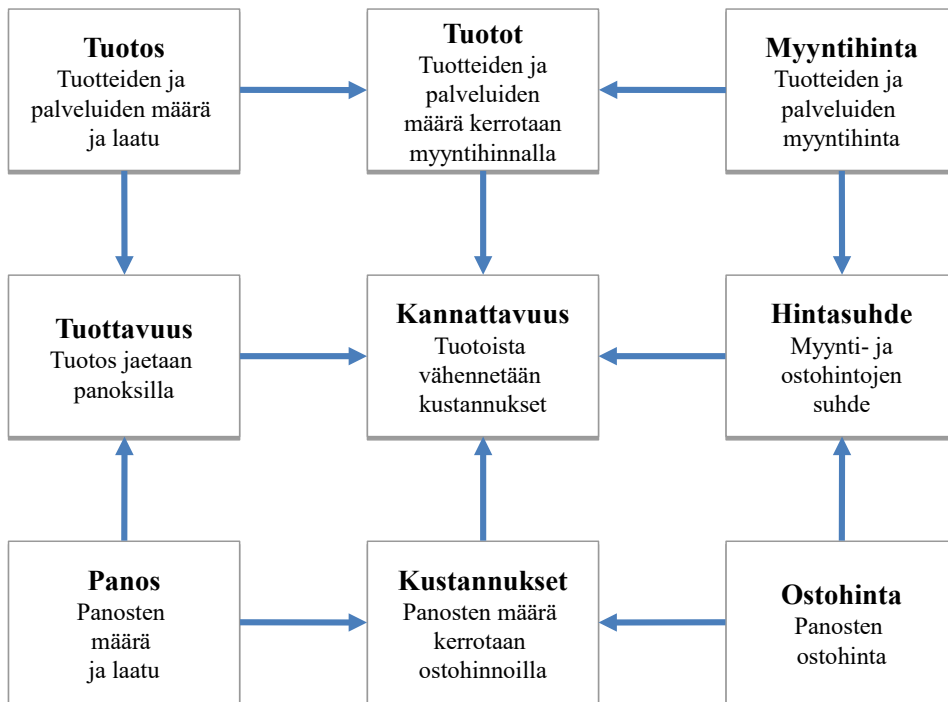 Tuotos
Tuotteiden ja
palveluiden määrä
ja laatu
Tuotot
Tuotteiden ja
palveluiden
määrä kerrotaan
myyntihinnalla
Myyntihinta
Tuotteiden ja
palveluiden
myyntihinta
Tuottavuus
Tuotos jaetaan
panoksilla
Kannattavuus
Tuotoista
vähennetään
kustannukset
Hintasuhde
Myynti- ja
ostohintojen
suhde
Panos
Panosten
määrä
ja laatu
Kustannukset
Panosten määrä
kerrotaan
ostohinnoilla
Ostohinta
Panosten
ostohinta